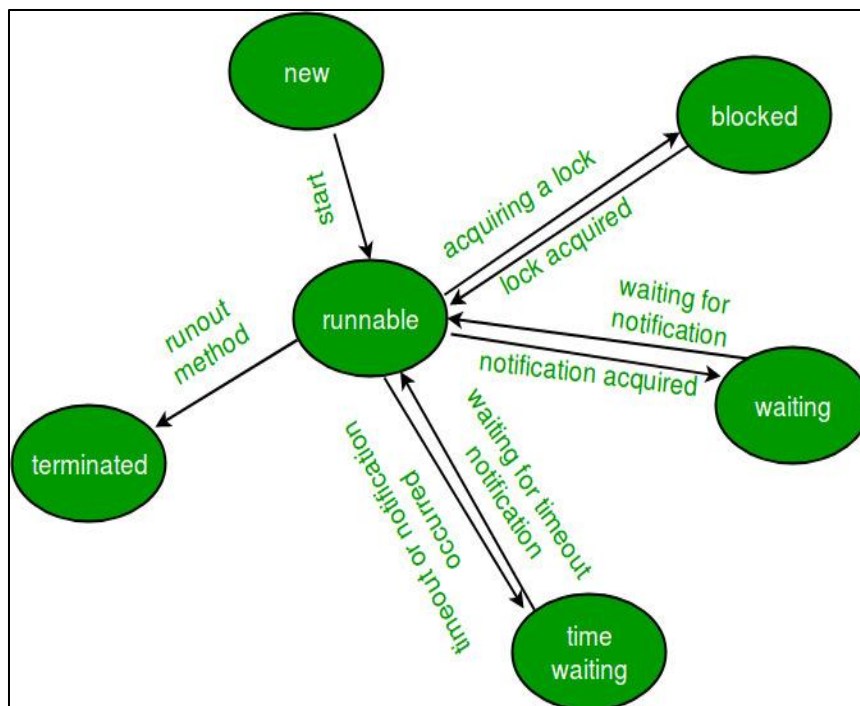 new
blocked
start
acquiring a lock
lock acquired
runnable
waiting for
notification
notification acquired
waiting
runout
method
terminated
timeout or notification
occurred
waiting for timeout
notification
time
waiting